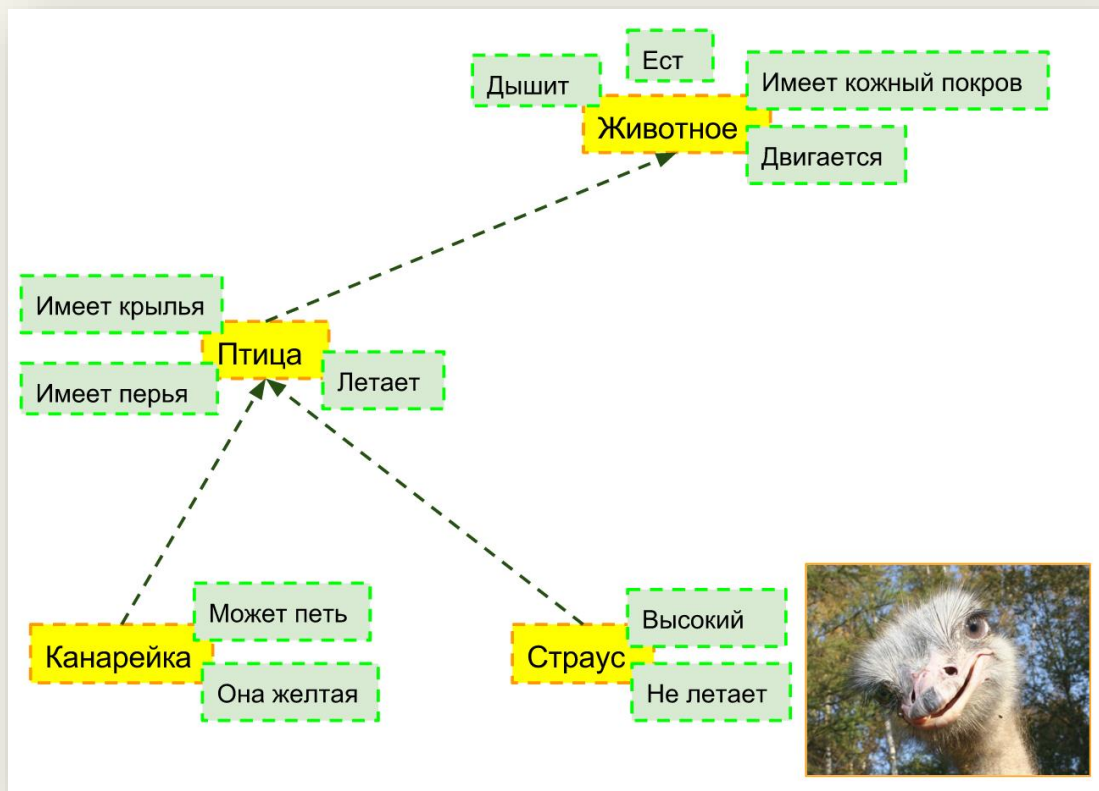 Ест
Дышит
Имеет кожный покров
Животное
Двигается
Имеет крылья
Птица
Имеет перья
Летает
Может петь
Канарейка
Она желтая
Высокий
Страус
Не летает